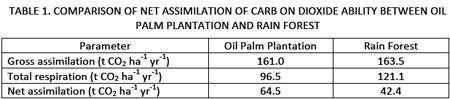 TABLE 1. COMPARISON OF NET ASSIMILATION OF CARB ON DIOXIDE ABILITY BETWEEN OIL
PALM PLANTATION AND RAIN FOREST
Parameter Oil Palm Plantation Rain Forest
Gross assimilation (t CO₂ ha⁻¹ yr⁻¹) 161.0 163.5
Total respiration (t CO₂ ha⁻¹ yr⁻¹) 96.5 121.1
Net assimilation (t CO₂ ha⁻¹ yr⁻¹) 64.5 42.4